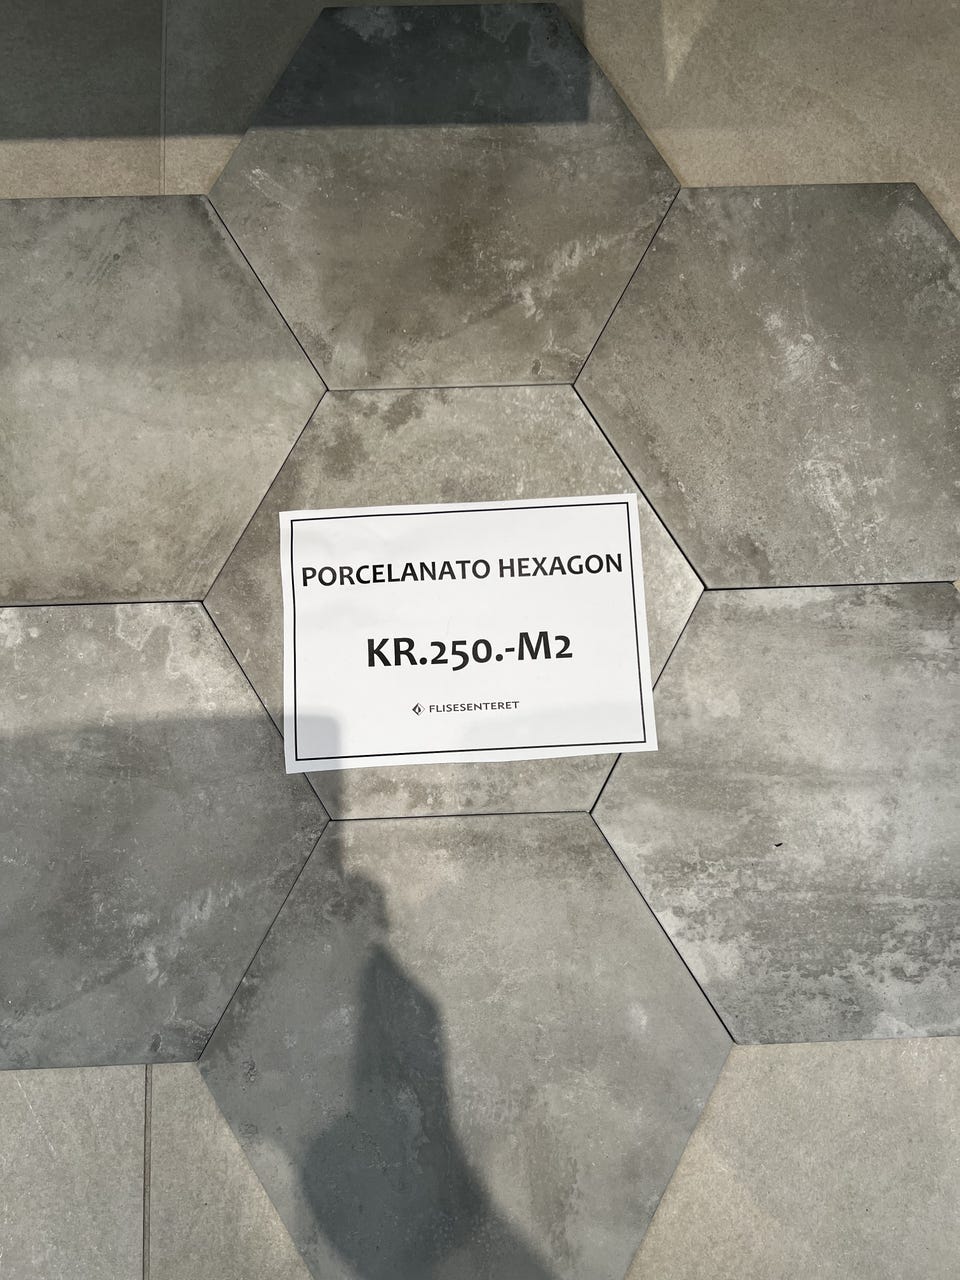 PORCELANATO HEXAGON
KR.250.-M2
FLISESENTERET